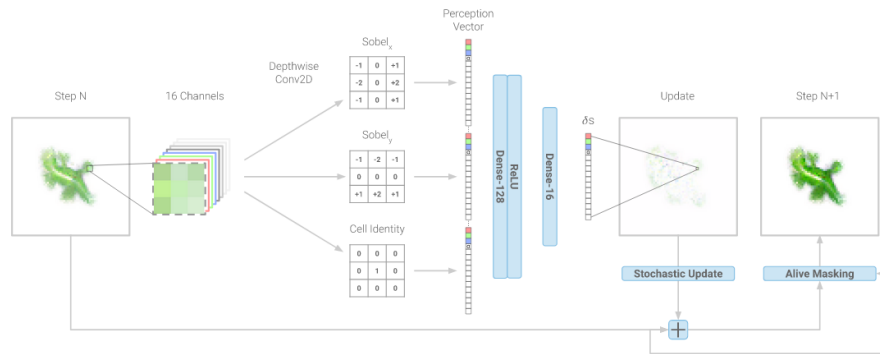 Perception
Vector
Sobelx
Depthwise
Conv2D
Step N
16 Channels
Update
Step N+1
-1 0 +1
-2 0 +2
-1 0 +1
δs
Sobely
-1 -2 -1
0 0 0
+1 +2 +1
Dense-128
ReLU
Dense-16
Cell Identity
0 0 0
0 1 0
0 0 0
Stochastic Update
Alive Masking
+